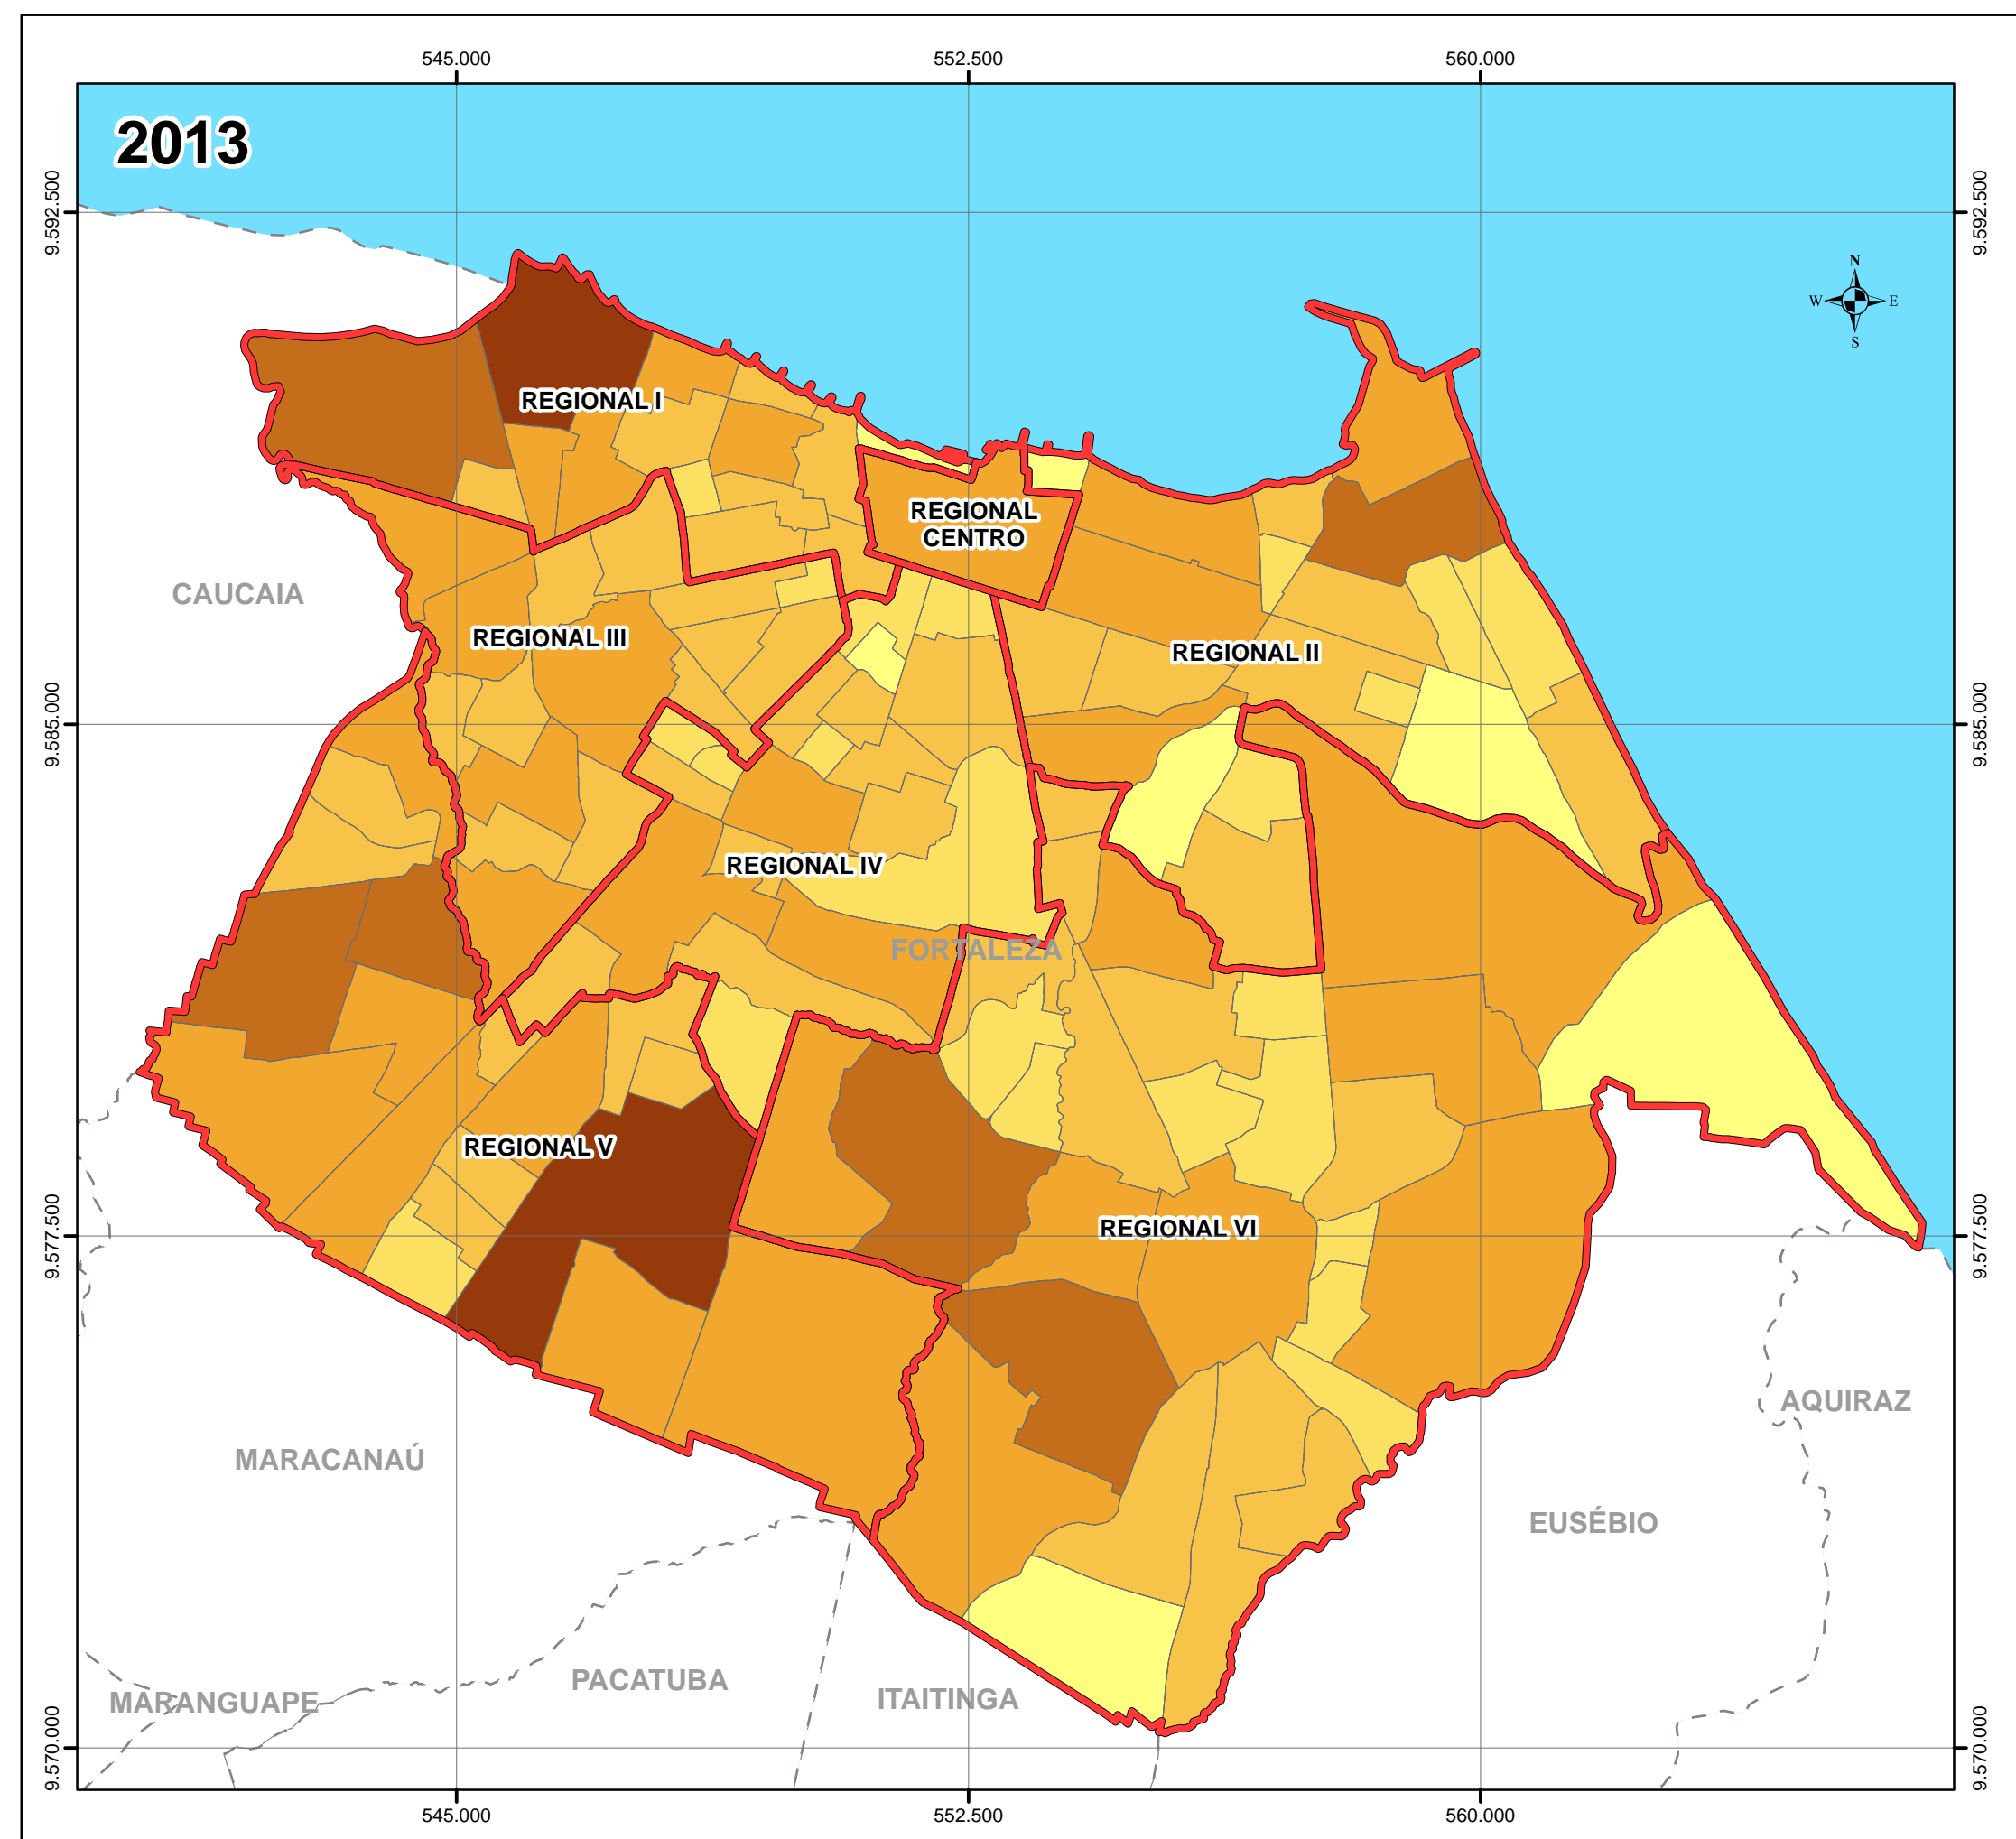 545.000
552.500
560.000
2013
9.592.500
9.592.500
N
W
E
S
REGIONAL I
REGIONAL
CENTRO
CAUCAIA
REGIONAL III
REGIONAL II
9.585.000
9.585.000
REGIONAL IV
FORTALEZA
REGIONAL V
REGIONAL VI
9.577.500
9.577.500
AQUIRAZ
MARACANAÚ
EUSÉBIO
PACATUBA
MARANGUAPE
ITAITINGA
9.570.000
9.570.000
545.000
552.500
560.000